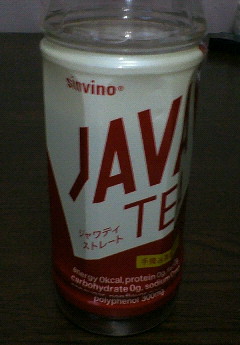 sinvino®
JAVA
TE
ジャワティ
ストレート
energy 0kcal, protein 0g,
carbohydrate 0g,
polyphenol 300mg